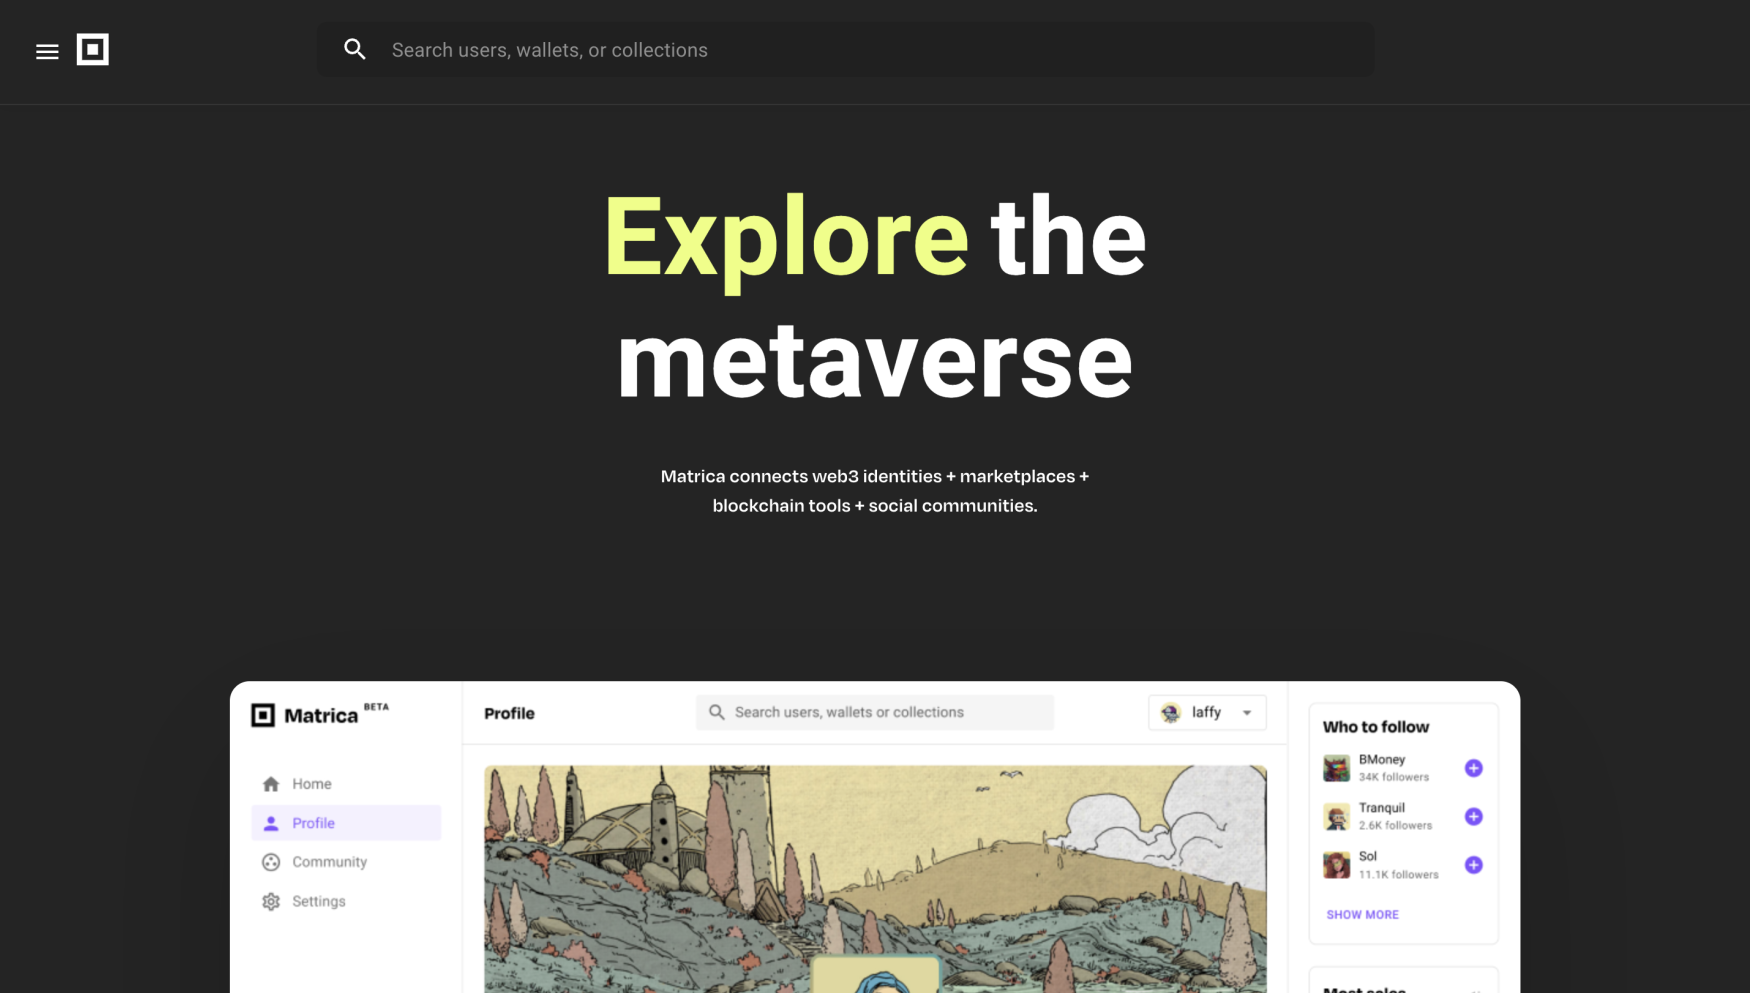 Search users, wallets, or collections
Explore the
metaverse
Matrica connects web3 identities + marketplaces +
blockchain tools + social communities.
Matrica BETA
Home
Profile
Community
Settings
Profile
Search users, wallets or collections
laffy
Who to follow
BMoney
34K followers
Tranquil
2.6K followers
Sol
11.1K followers
SHOW MORE
Most sales